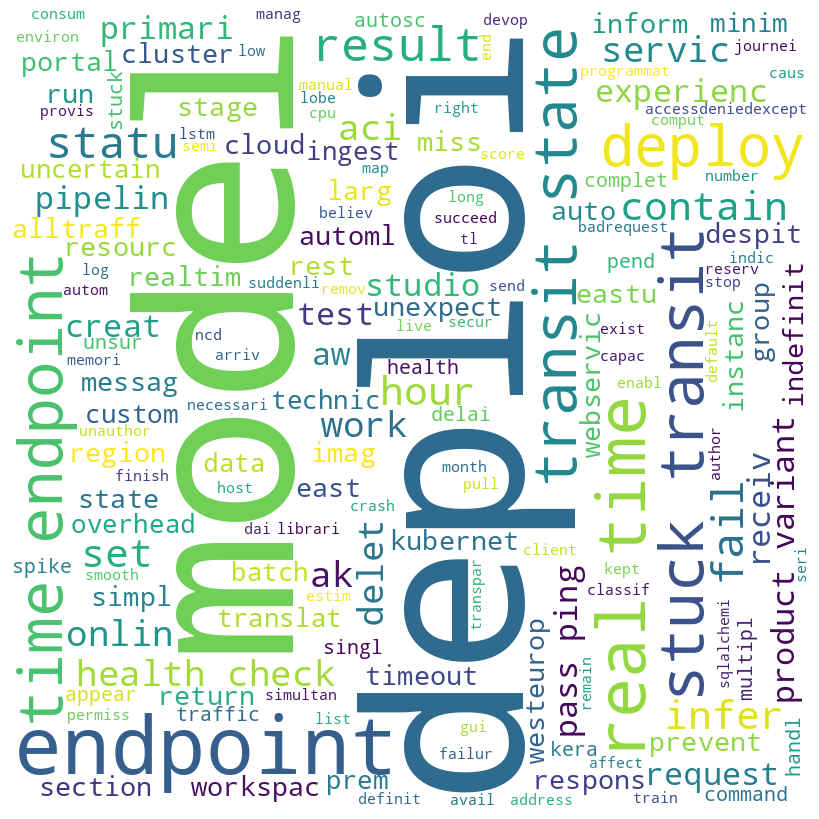 consum
manag
devop
primari
autosc
result
inform
minim
environ
cluster
low
end
servic
journei
portal
manual
programmat
caus
run
stuck
stage
lobe
right
experienc
provis
cpu
accessdeniedexcept
aci
comput
statu
lstm
cloud
ingest
miss
state
deploy
semi
score
map
uncertain
larg
long
complet
number
pipelin
believ
succeed
auto
contain
alltraff
automl
tl
badrequest
despit
resourc
rest
pend
indic
log
realtim
suddenli
studio
reserv
autom
remov
send
eastu
stop
model
deploi
creat
test
unexpect
transit state
unsur
ncd
live
secur
exist
memori
arriv
aw
health
capac
default
group
indefinit
messag
hour
webservic
instanc
necessari
technic
enabl
custom
work
delai
unauthor
region
data
imag
month
author
finish
host
east
pull
time endpoint
state
crash
real time
stuck transit
fail
receiv
product variant
overhead
dai
librari
kubernet
spike
set
batch
ak
delet
client
smooth
estim
kept
classif
seri
simpl
translat
transpar
pass ping
onlin
singl
sqlalchemi
multipl
health check
timeout
westeurop
remain
appear
return
simultan
infer
permiss
traffic
list
gui
prevent
handl
endpoint
failur
kera
affect
section
workspac
prem
respons
request
definit
avail
address
train
command